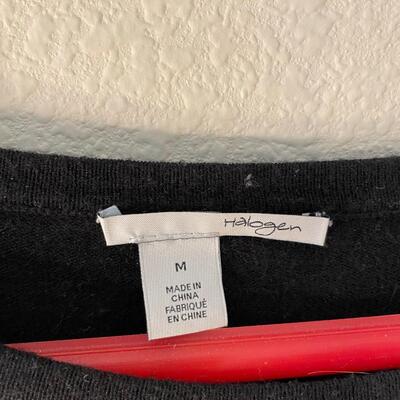 Halogen
M
MADE IN
CHINA
FABRIQUÉ
EN CHINE